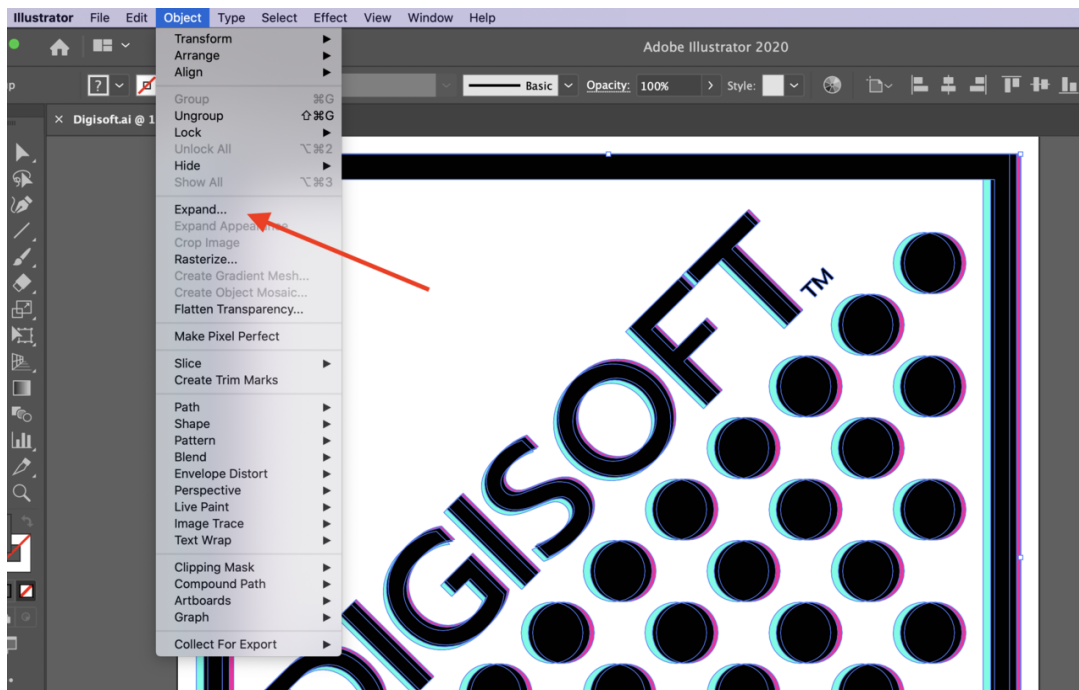 Illustrator File Edit Object Type Select Effect View Window Help
Adobe Illustrator 2020
? Basic Opacity: 100% Style:
× Digisoft.ai @ 1
Transform
Arrange
Align
Group ⌘G
Ungroup ⇧⌘G
Lock
Unlock All ⌥⌘2
Hide
Show All ⌥⌘3
Expand...
Expand Appearance
Crop Image
Rasterize...
Create Gradient Mesh...
Create Object Mosaic...
Flatten Transparency...
Make Pixel Perfect
Slice
Create Trim Marks
Path
Shape
Pattern
Blend
Envelope Distort
Perspective
Live Paint
Image Trace
Text Wrap
Clipping Mask
Compound Path
Artboards
Graph
Collect For Export
DIGISOFT™